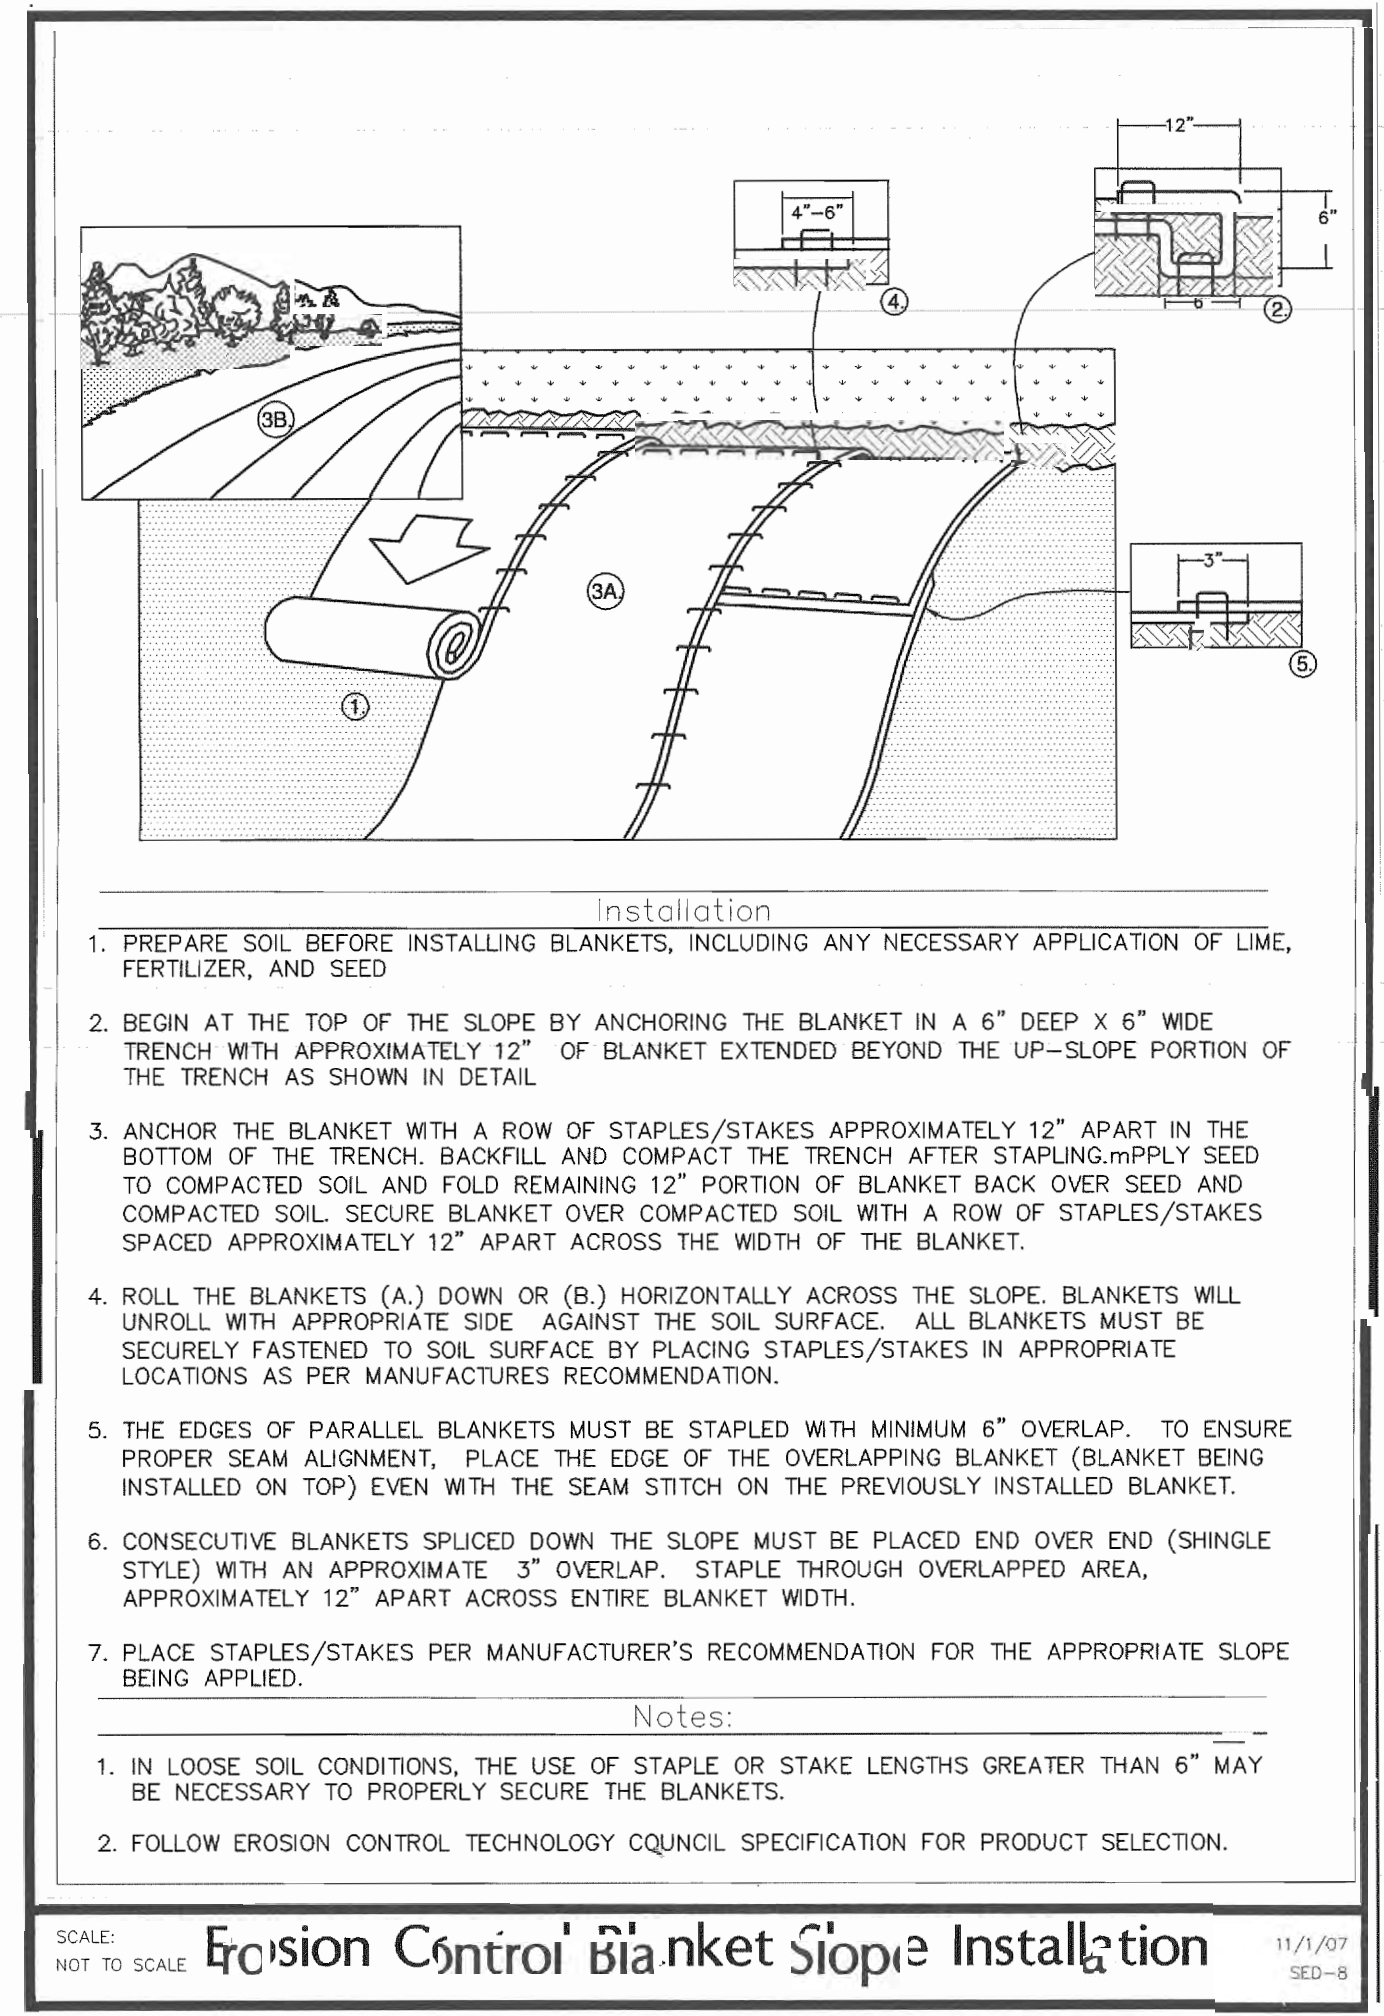 12"
4"-6"
6"
4.
6
2.
3B.
3"
3A.
5.
1.
Installation
1. PREPARE SOIL BEFORE INSTALLING BLANKETS, INCLUDING ANY NECESSARY APPLICATION OF LIME,
FERTILIZER, AND SEED
2. BEGIN AT THE TOP OF THE SLOPE BY ANCHORING THE BLANKET IN A 6" DEEP X 6" WIDE
TRENCH WITH APPROXIMATELY 12" OF BLANKET EXTENDED BEYOND THE UP-SLOPE PORTION OF
THE TRENCH AS SHOWN IN DETAIL
3. ANCHOR THE BLANKET WITH A ROW OF STAPLES/STAKES APPROXIMATELY 12" APART IN THE
BOTTOM OF THE TRENCH. BACKFILL AND COMPACT THE TRENCH AFTER STAPLING.mPPLY SEED
TO COMPACTED SOIL AND FOLD REMAINING 12" PORTION OF BLANKET BACK OVER SEED AND
COMPACTED SOIL. SECURE BLANKET OVER COMPACTED SOIL WITH A ROW OF STAPLES/STAKES
SPACED APPROXIMATELY 12" APART ACROSS THE WIDTH OF THE BLANKET.
4. ROLL THE BLANKETS (A.) DOWN OR (B.) HORIZONTALLY ACROSS THE SLOPE. BLANKETS WILL
UNROLL WITH APPROPRIATE SIDE AGAINST THE SOIL SURFACE. ALL BLANKETS MUST BE
SECURELY FASTENED TO SOIL SURFACE BY PLACING STAPLES/STAKES IN APPROPRIATE
LOCATIONS AS PER MANUFACTURES RECOMMENDATION.
5. THE EDGES OF PARALLEL BLANKETS MUST BE STAPLED WITH MINIMUM 6" OVERLAP. TO ENSURE
PROPER SEAM ALIGNMENT, PLACE THE EDGE OF THE OVERLAPPING BLANKET (BLANKET BEING
INSTALLED ON TOP) EVEN WITH THE SEAM STITCH ON THE PREVIOUSLY INSTALLED BLANKET.
6. CONSECUTIVE BLANKETS SPLICED DOWN THE SLOPE MUST BE PLACED END OVER END (SHINGLE
STYLE) WITH AN APPROXIMATE 3" OVERLAP. STAPLE THROUGH OVERLAPPED AREA,
APPROXIMATELY 12" APART ACROSS ENTIRE BLANKET WIDTH.
7. PLACE STAPLES/STAKES PER MANUFACTURER'S RECOMMENDATION FOR THE APPROPRIATE SLOPE
BEING APPLIED.
Notes:
1. IN LOOSE SOIL CONDITIONS, THE USE OF STAPLE OR STAKE LENGTHS GREATER THAN 6" MAY
BE NECESSARY TO PROPERLY SECURE THE BLANKETS.
2. FOLLOW EROSION CONTROL TECHNOLOGY COUNCIL SPECIFICATION FOR PRODUCT SELECTION.
SCALE:
NOT TO SCALE
Erosion Control Blanket Slope Installation
11/1/07
SED-8